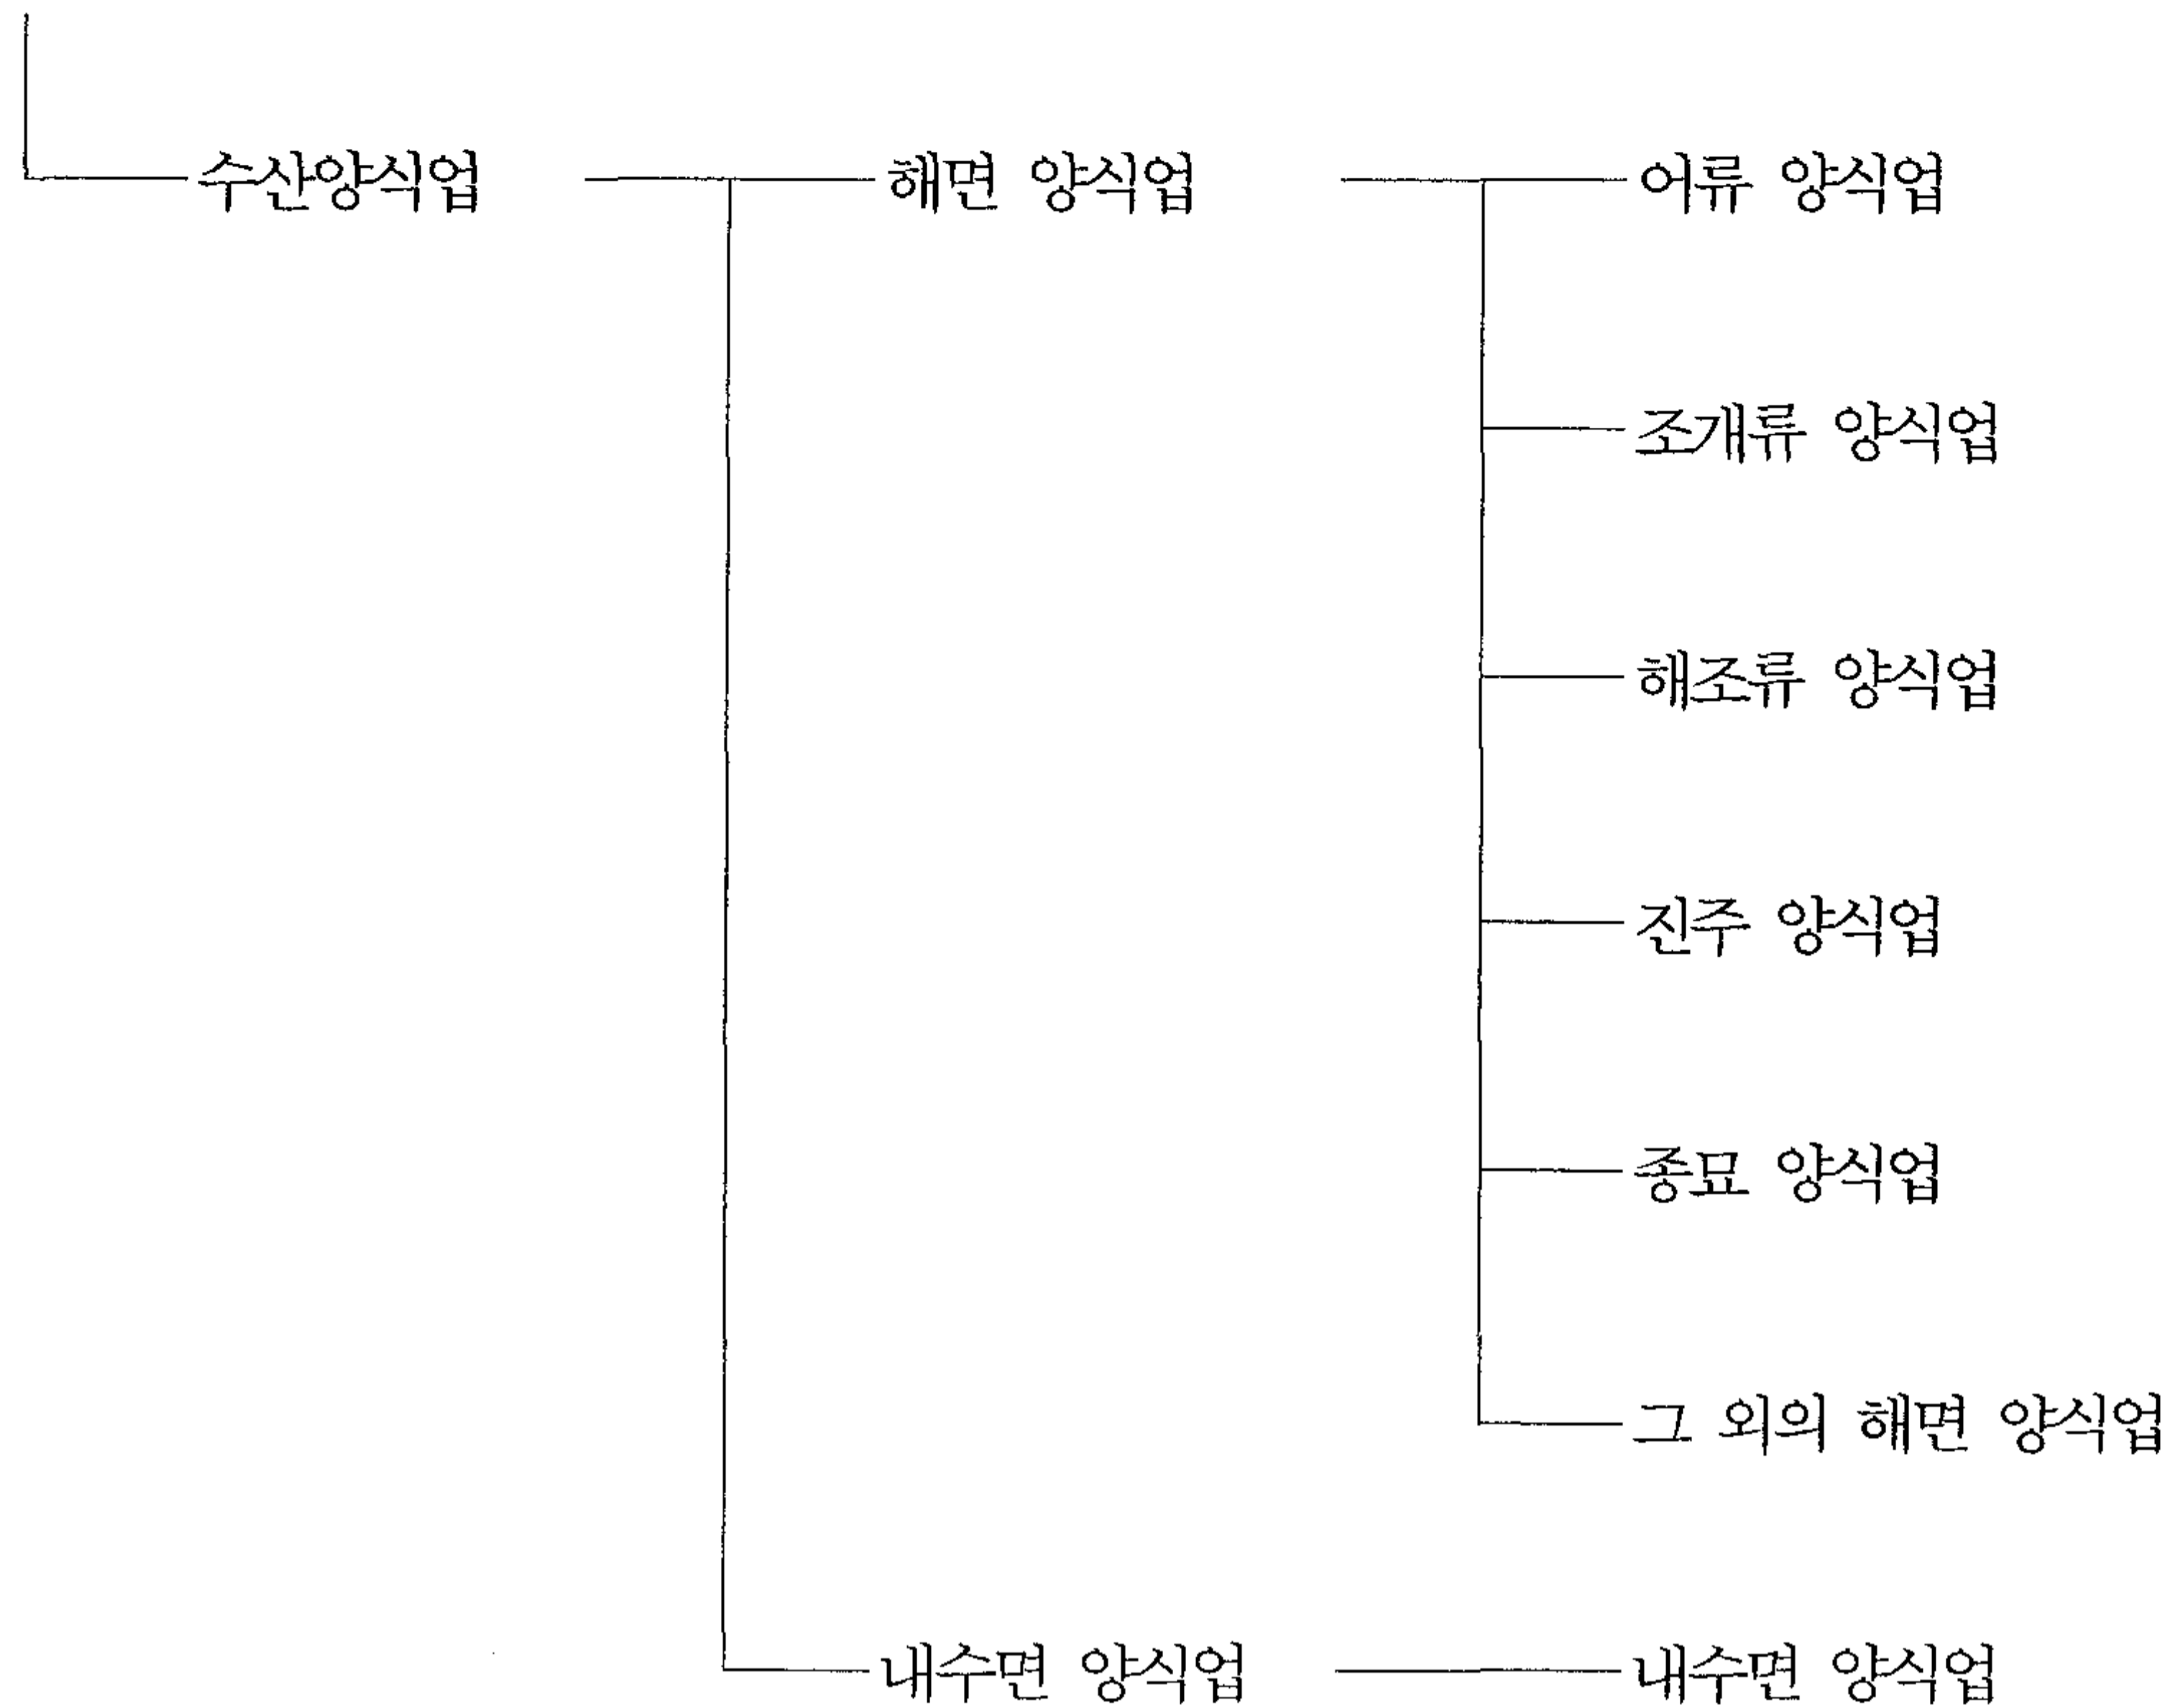 수산양식업 해면 양식업 어류 양식업
조개류 양식업
해조류 양식업
진주 양식업
종묘 양식업
그 외의 해면 양식업
내수면 양식업 내수면 양식업